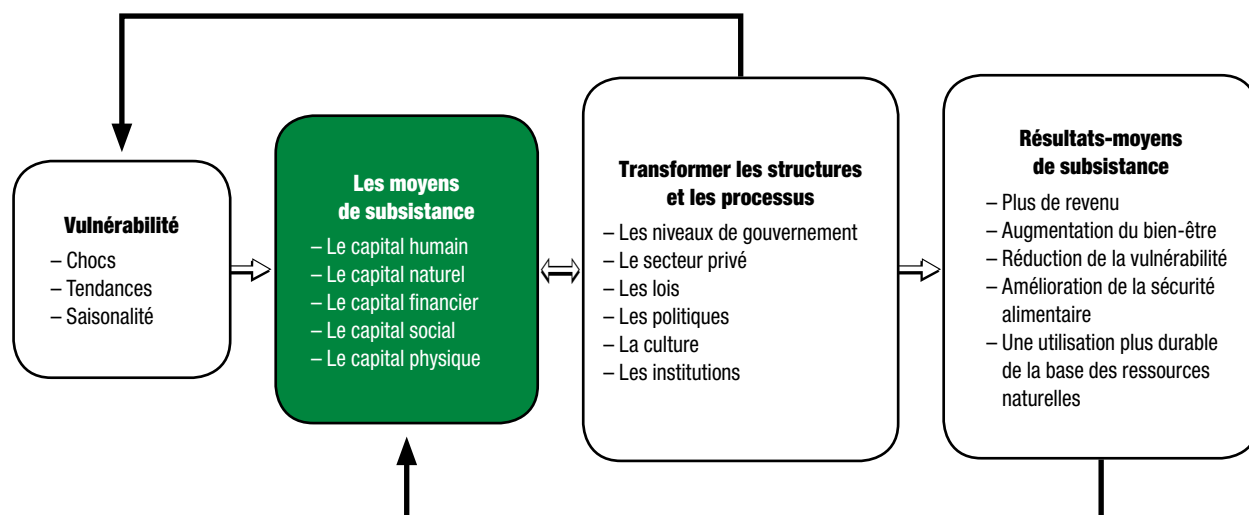 Vulnérabilité
– Chocs
– Tendances
– Saisonalité
Les moyens
de subsistance
– Le capital humain
– Le capital naturel
– Le capital financier
– Le capital social
– Le capital physique
Transformer les structures
et les processus
– Les niveaux de gouvernement
– Le secteur privé
– Les lois
– Les politiques
– La culture
– Les institutions
Résultats-moyens
de subsistance
– Plus de revenu
– Augmentation du bien-être
– Réduction de la vulnérabilité
– Amélioration de la sécurité
alimentaire
– Une utilisation plus durable
de la base des ressources
naturelles